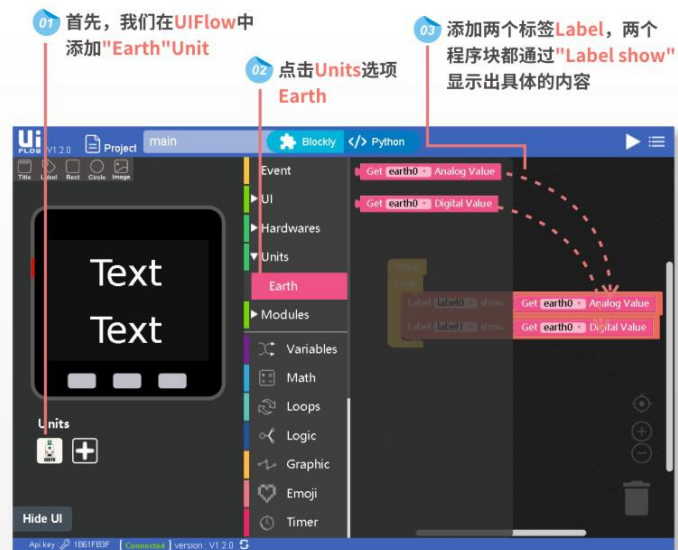 01 首先，我们在UIFlow中
添加"Earth"Unit
02 点击Units选项
Earth
03 添加两个标签Label，两个
程序块都通过"Label show"
显示出具体的内容
Ui FLOW V1.2.0 Project main Blockly </> Python
Title Label Rect Circle Image
Text
Text
Units
EARTH
Hide UI
Event
UI
Hardwares
Units
Earth
Modules
Variables
Math
Loops
Logic
Graphic
Emoji
Timer
Get earth0 Analog Value
Get earth0 Digital Value
Setup
Loop
Label label0 show Get earth0 Analog Value
Label label1 show Get earth0 Digital Value
Api key: 1B61FB3F [ Connected ] version: V1.2.0